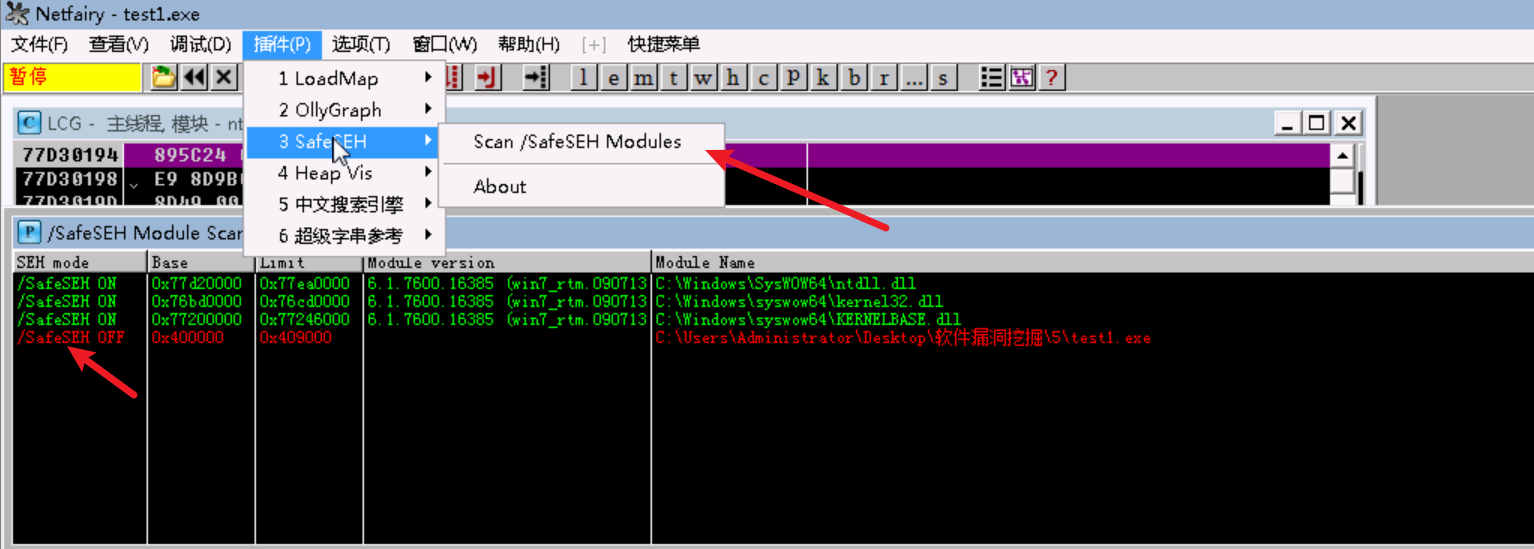 Netfairy - test1.exe
文件(F) 查看(V) 调试(D) 插件(P) 选项(T) 窗口(W) 帮助(H) [+] 快捷菜单
暂停 l e m t w h c p k b r ... s ?
1 LoadMap
2 OllyGraph
3 SafeSEH
4 Heap Vis
5 中文搜索引擎
6 超级字串参考
Scan /SafeSEH Modules
About
C LCG - 主线程, 模块 - nt
77D30194 895C24
77D30198 E9 8D9B
77D3019D 8D49 00
P /SafeSEH Module Scan
SEH mode Base Limit Module version Module Name
/SafeSEH ON 0x77d20000 0x77ea0000 6.1.7600.16385 (win7_rtm.090713 C:\Windows\SysWOW64\ntdll.dll
/SafeSEH ON 0x76bd0000 0x76cd0000 6.1.7600.16385 (win7_rtm.090713 C:\Windows\syswow64\kernel32.dll
/SafeSEH ON 0x77200000 0x77246000 6.1.7600.16385 (win7_rtm.090713 C:\Windows\syswow64\KERNELBASE.dll
/SafeSEH OFF 0x400000 0x409000 C:\Users\Administrator\Desktop\软件漏洞挖掘\5\test1.exe